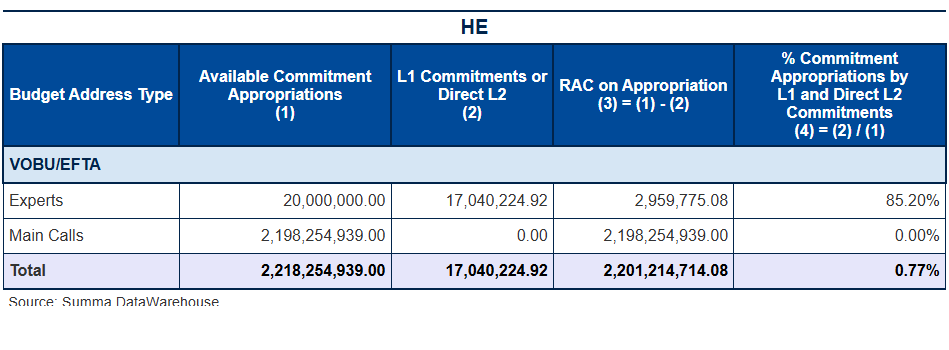 HE
Budget Address Type
Available Commitment
Appropriations
(1)
L1 Commitments or
Direct L2
(2)
RAC on Appropriation
(3) = (1) - (2)
% Commitment
Appropriations by
L1 and Direct L2
Commitments
(4) = (2) / (1)
VOBU/EFTA
Experts 20,000,000.00 17,040,224.92 2,959,775.08 85.20%
Main Calls 2,198,254,939.00 0.00 2,198,254,939.00 0.00%
Total 2,218,254,939.00 17,040,224.92 2,201,214,714.08 0.77%
Source: Summa DataWarehouse